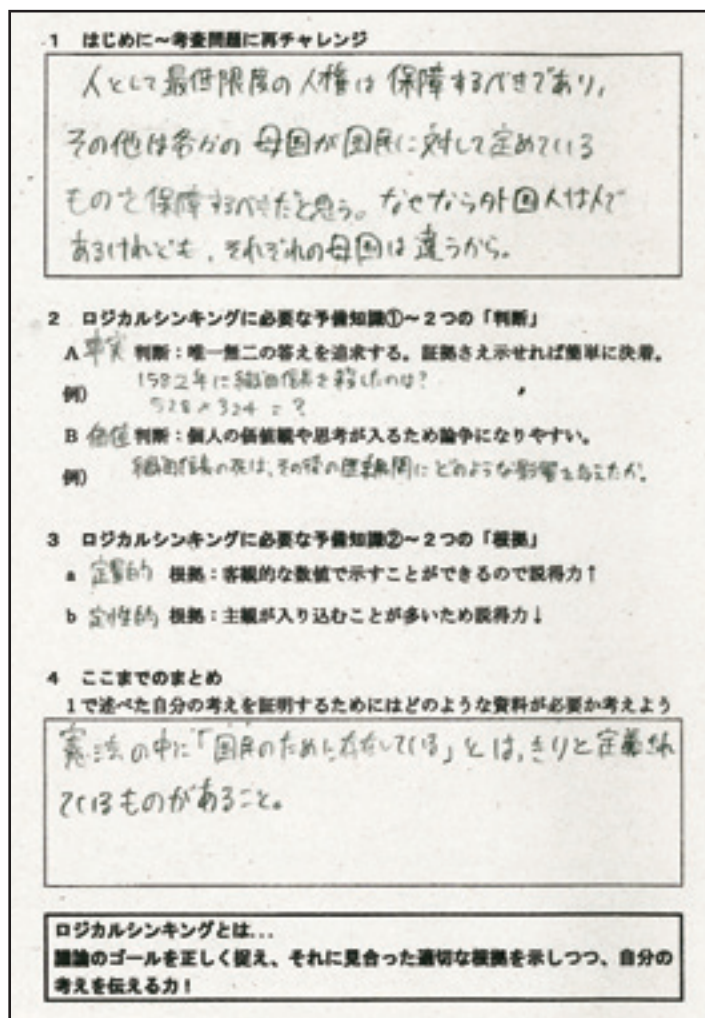 1 はじめに～考査問題に再チャレンジ
人として最低限度の人権は保障するべきであり、
その他は各々の母国が国民に対して定めている
ものを保障するべきだと思う。なぜなら外国人は人で
あるけれども、それぞれの母国は違うから。
2 ロジカルシンキングに必要な予備知識①～2つの「判断」
A 事実 判断：唯一無二の答えを追求する。証拠さえ示せれば簡単に決着。
1582年に織田信長を殺したのは？
例)
528×324=？
B 価値 判断：個人の価値観や思考が入るため論争になりやすい。
例) 織田信長の死は、その後の にどのような影響を与えたか。
3 ロジカルシンキングに必要な予備知識②～2つの「根拠」
a 定量的 根拠：客観的な数値で示すことができるので説得力↑
b 定性的 根拠：主観が入り込むことが多いため説得力↓
4 ここまでのまとめ
1で述べた自分の考えを証明するためにはどのような資料が必要か考えよう
憲法の中に「国民のために存在している」とはっきりと定義され
ているものがあること。
ロジカルシンキングとは...
議論のゴールを正しく捉え、それに見合った適切な根拠を示しつつ、自分の
考えを伝える力！